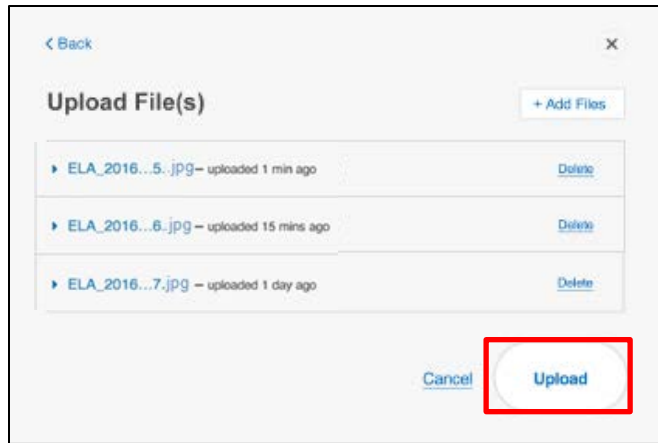 < Back ×
Upload File(s) + Add Files
ELA_2016...5..jpg– uploaded 1 min ago Delete
ELA_2016...6.jpg – uploaded 15 mins ago Delete
ELA_2016...7.jpg – uploaded 1 day ago Delete
Cancel Upload